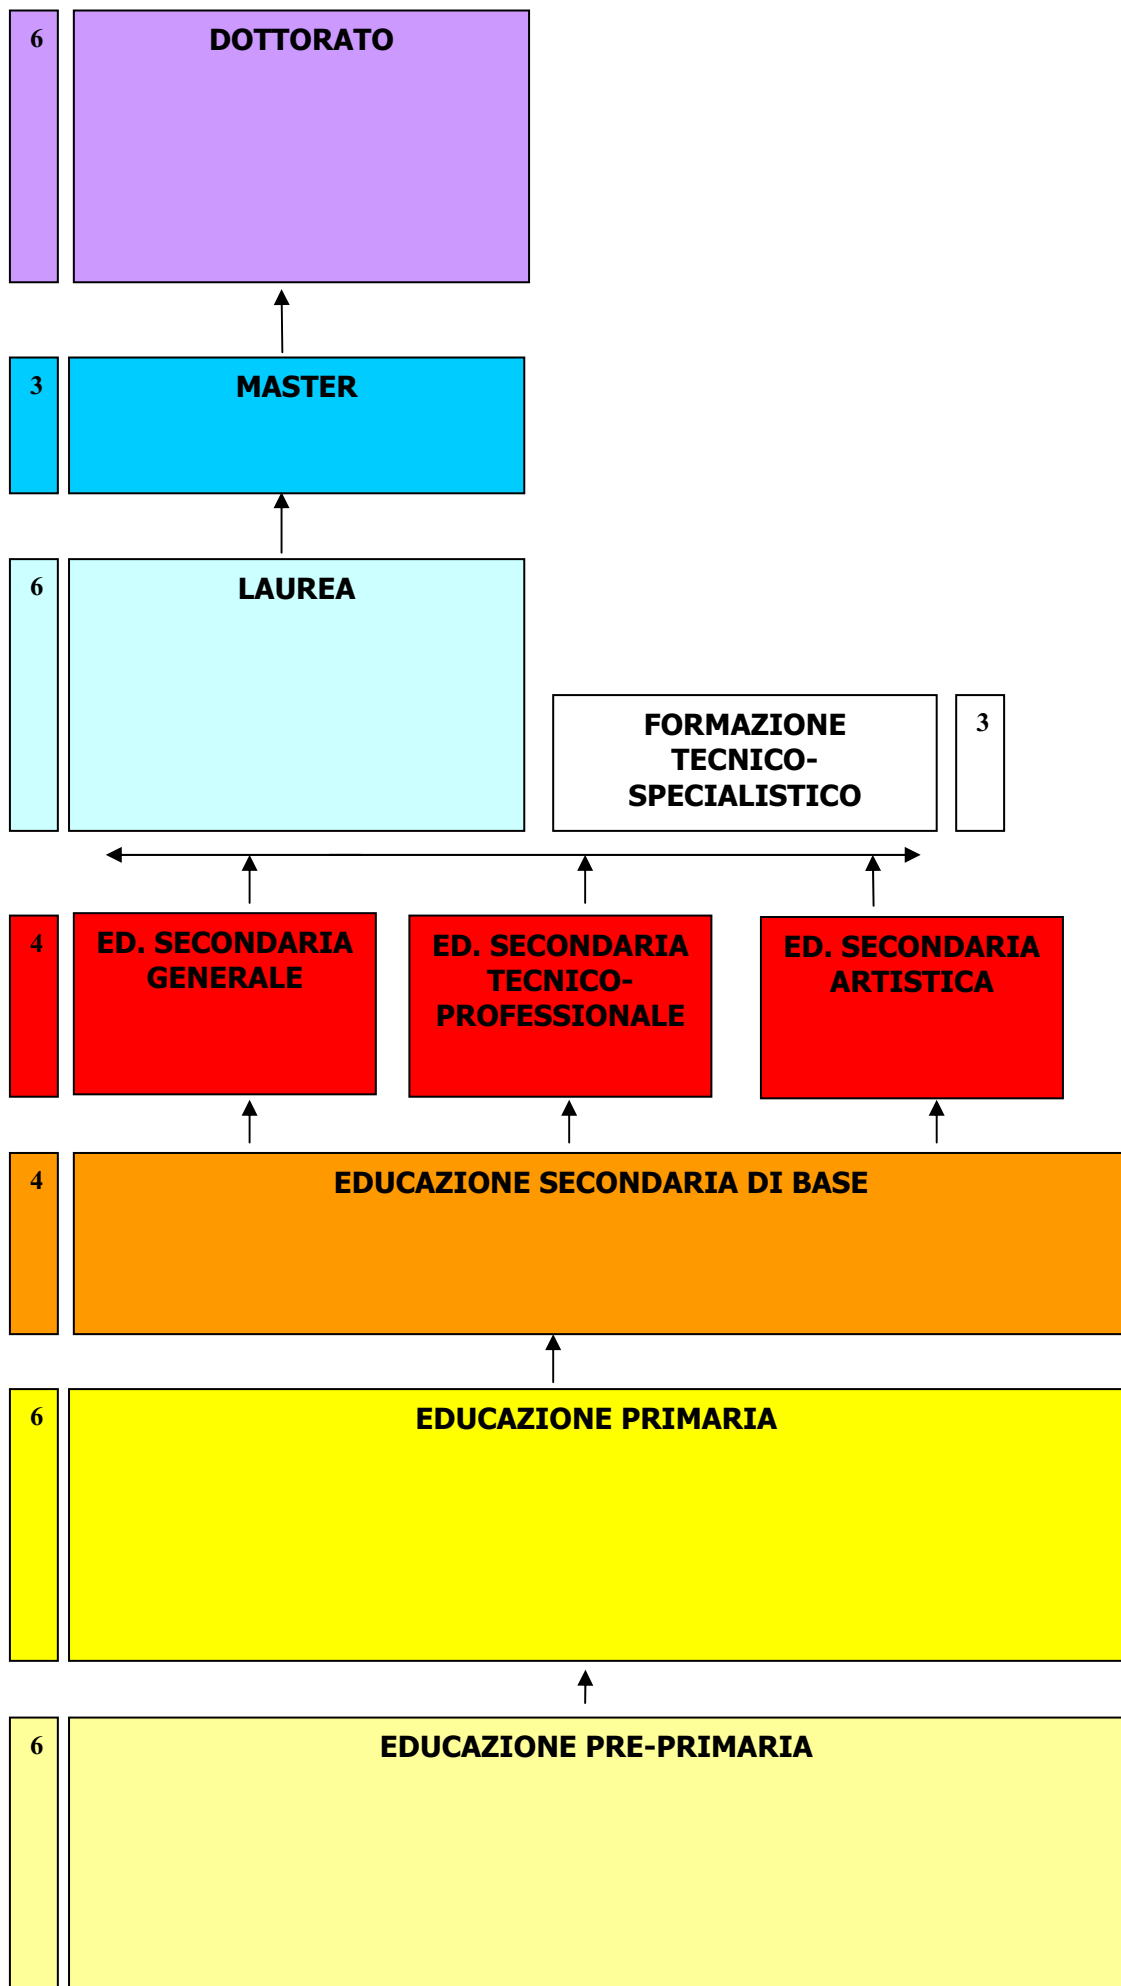 6
DOTTORATO
3
MASTER
6
LAUREA
FORMAZIONE
TECNICO-
SPECIALISTICO
3
4
ED. SECONDARIA
GENERALE
ED. SECONDARIA
TECNICO-
PROFESSIONALE
ED. SECONDARIA
ARTISTICA
4
EDUCAZIONE SECONDARIA DI BASE
6
EDUCAZIONE PRIMARIA
6
EDUCAZIONE PRE-PRIMARIA